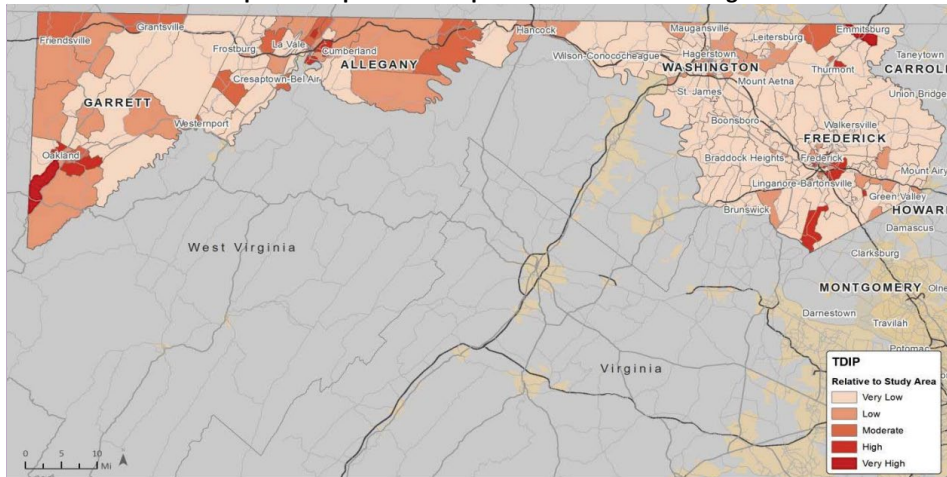 Friendsville
Grantsville
Frostburg
La Vale
Cumberland
Cresaptown-Bel Air
ALLEGANY
GARRETT
Westernport
Oakland
Hancock
Wilson-Conococheague
Maugansville
Hagerstown
Leitersburg
WASHINGTON
Mount Aetna
St. James
Emmitsburg
Thurmont
Taneytown
CARROLL
Union Bridge
Boonsboro
Walkersville
FREDERICK
Braddock Heights
Frederick
Mount Airy
Linganore-Bartonsville
Green Valley
Brunswick
HOWAR
Damascus
Clarksburg
MONTGOMERY
Olne
Darnestown
Travilah
Potomac
West Virginia
Virginia
TDIP
Relative to Study Area
Very Low
Low
Moderate
High
Very High
0 5 10
Mi